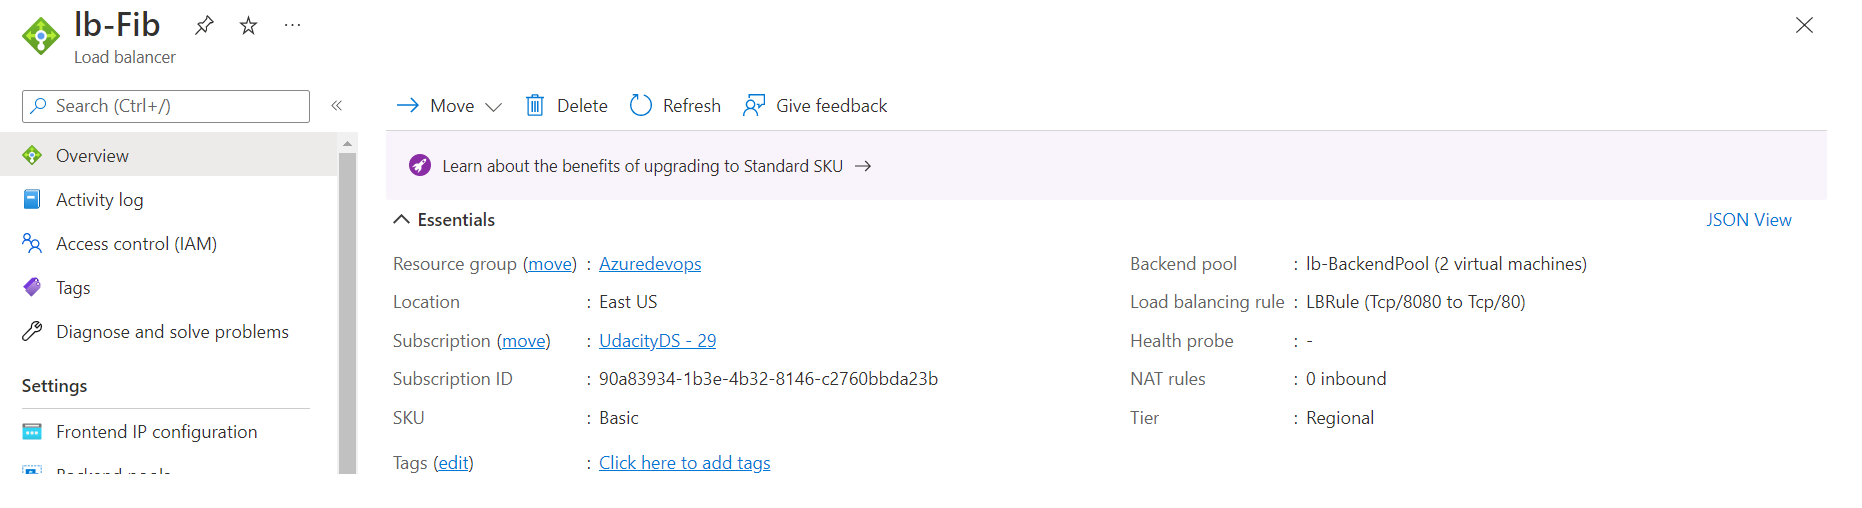 lb-Fib
Load balancer
Search (Ctrl+/)
Overview
Activity log
Access control (IAM)
Tags
Diagnose and solve problems
Settings
Frontend IP configuration
Backend pools
Move
Delete
Refresh
Give feedback
Learn about the benefits of upgrading to Standard SKU
Essentials
JSON View
Resource group (move) : Azuredevops
Location : East US
Subscription (move) : UdacityDS - 29
Subscription ID : 90a83934-1b3e-4b32-8146-c2760bbda23b
SKU : Basic
Tags (edit) : Click here to add tags
Backend pool : lb-BackendPool (2 virtual machines)
Load balancing rule : LBRule (Tcp/8080 to Tcp/80)
Health probe : -
NAT rules : 0 inbound
Tier : Regional